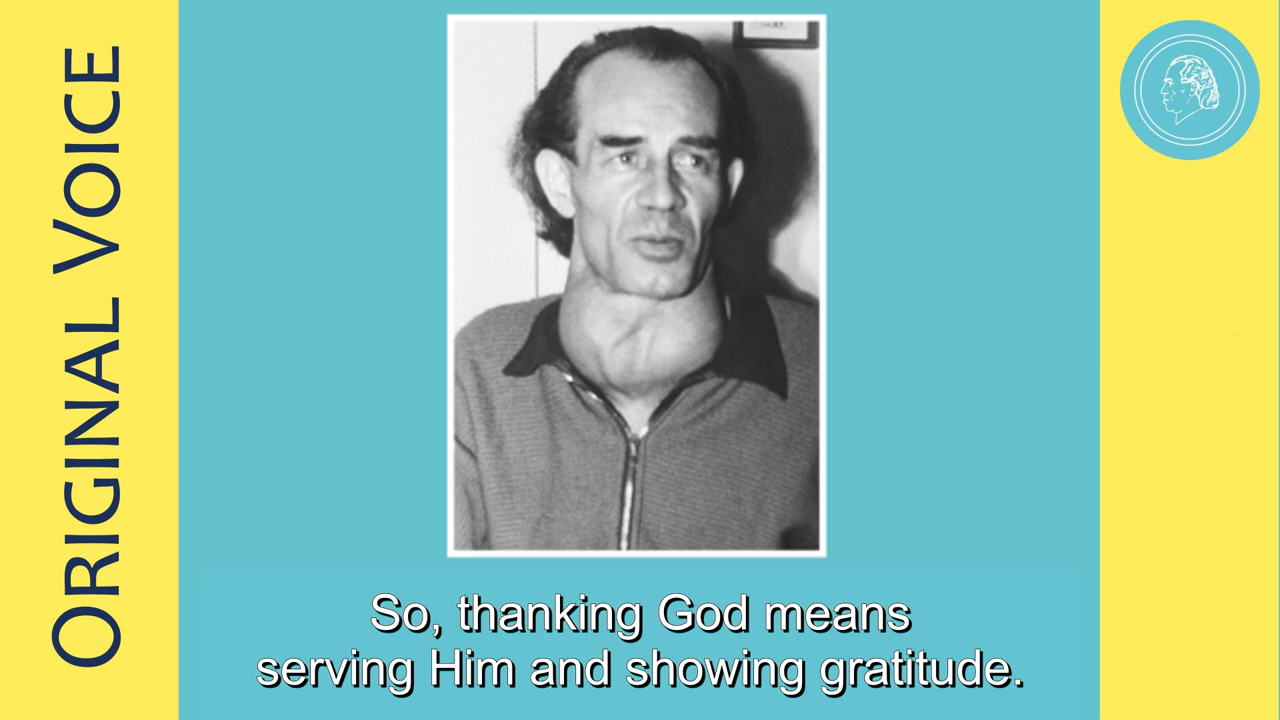 ORIGINAL VOICE
So, thanking God means
serving Him and showing gratitude.